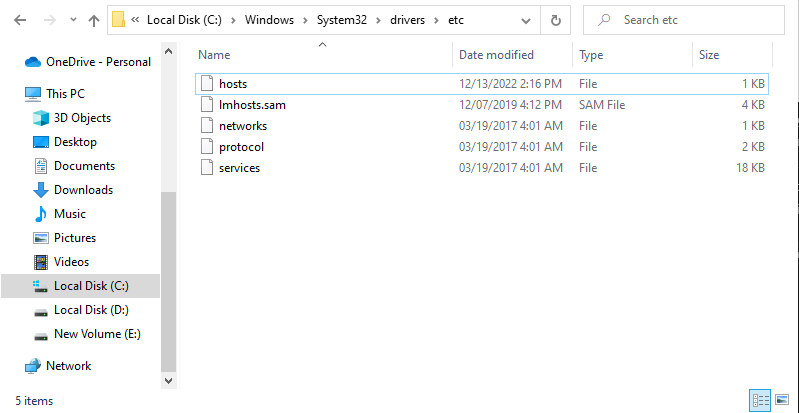 « Local Disk (C:) › Windows › System32 › drivers › etc
Search etc
Name Date modified Type Size
OneDrive - Personal
This PC
3D Objects
Desktop
Documents
Downloads
Music
Pictures
Videos
Local Disk (C:)
Local Disk (D:)
New Volume (E:)
Network
hosts 12/13/2022 2:16 PM File 1 KB
lmhosts.sam 12/07/2019 4:12 PM SAM File 4 KB
networks 03/19/2017 4:01 AM File 1 KB
protocol 03/19/2017 4:01 AM File 2 KB
services 03/19/2017 4:01 AM File 18 KB
5 items